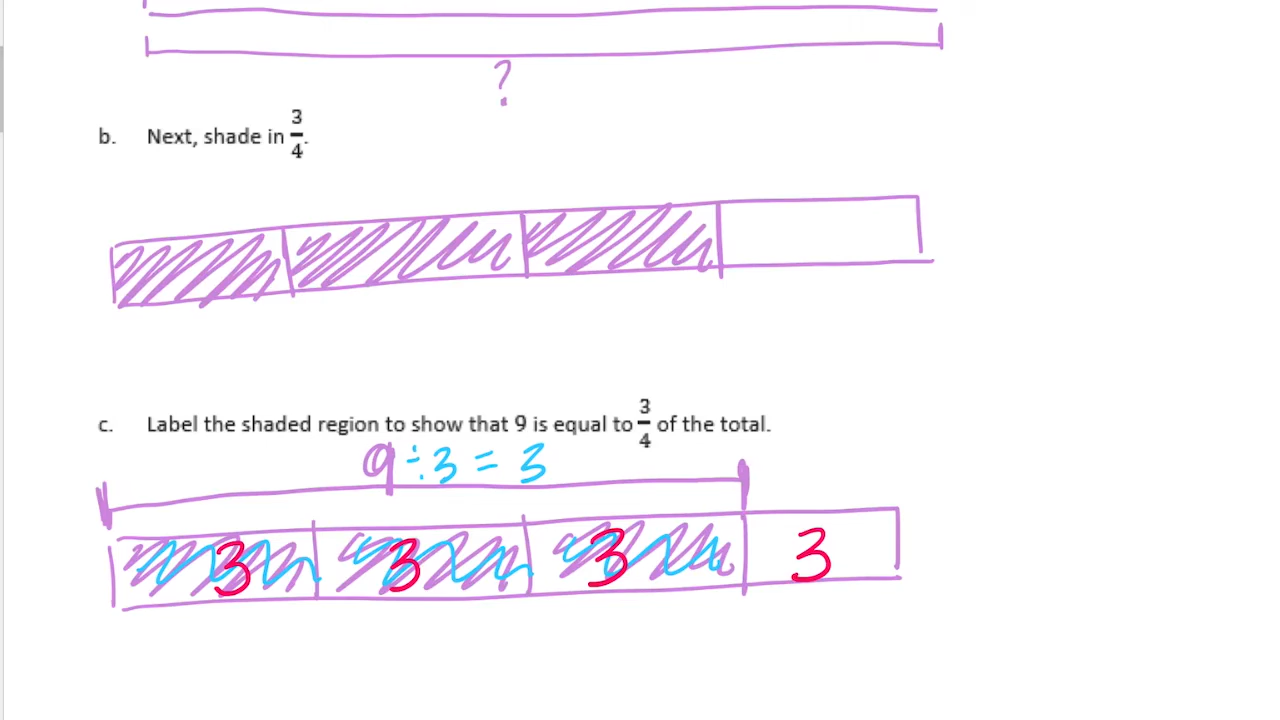 ?
b. Next, shade in 3/4.
c. Label the shaded region to show that 9 is equal to 3/4 of the total.
9 ÷ 3 = 3
3 3 3 3